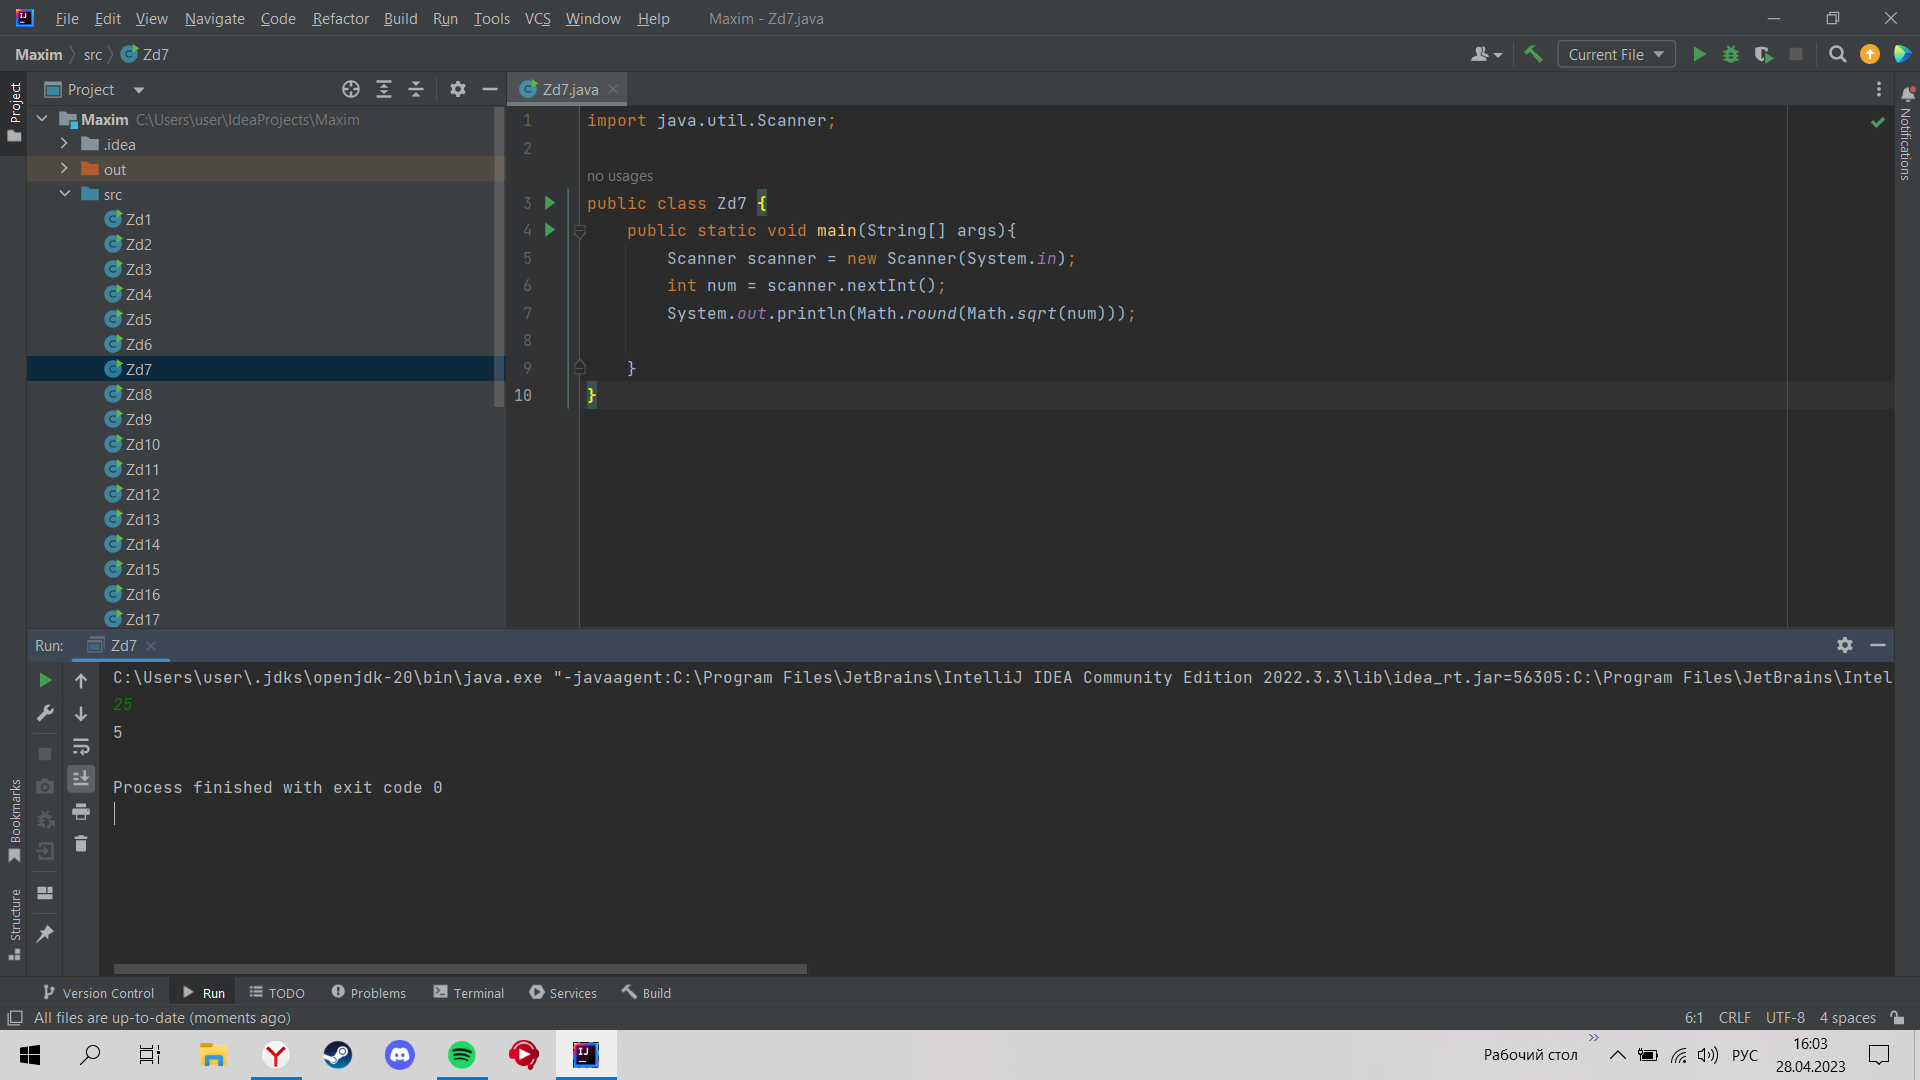 File Edit View Navigate Code Refactor Build Run Tools VCS Window Help Maxim - Zd7.java
Maxim src Zd7 Current File
Project Zd7.java
Project
Maxim C:\Users\user\IdeaProjects\Maxim
.idea
out
src
Zd1
Zd2
Zd3
Zd4
Zd5
Zd6
Zd7
Zd8
Zd9
Zd10
Zd11
Zd12
Zd13
Zd14
Zd15
Zd16
Zd17
1 import java.util.Scanner;
2
no usages
3 public class Zd7 {
4 public static void main(String[] args){
5 Scanner scanner = new Scanner(System.in);
6 int num = scanner.nextInt();
7 System.out.println(Math.round(Math.sqrt(num)));
8
9 }
10 }
Notifications
Run: Zd7
C:\Users\user\.jdks\openjdk-20\bin\java.exe "-javaagent:C:\Program Files\JetBrains\IntelliJ IDEA Community Edition 2022.3.3\lib\idea_rt.jar=56305:C:\Program Files\JetBrains\Intel
25
5
Process finished with exit code 0
Bookmarks
Structure
Version Control Run TODO Problems Terminal Services Build
All files are up-to-date (moments ago) 6:1 CRLF UTF-8 4 spaces
Рабочий стол РУС 16:03
28.04.2023